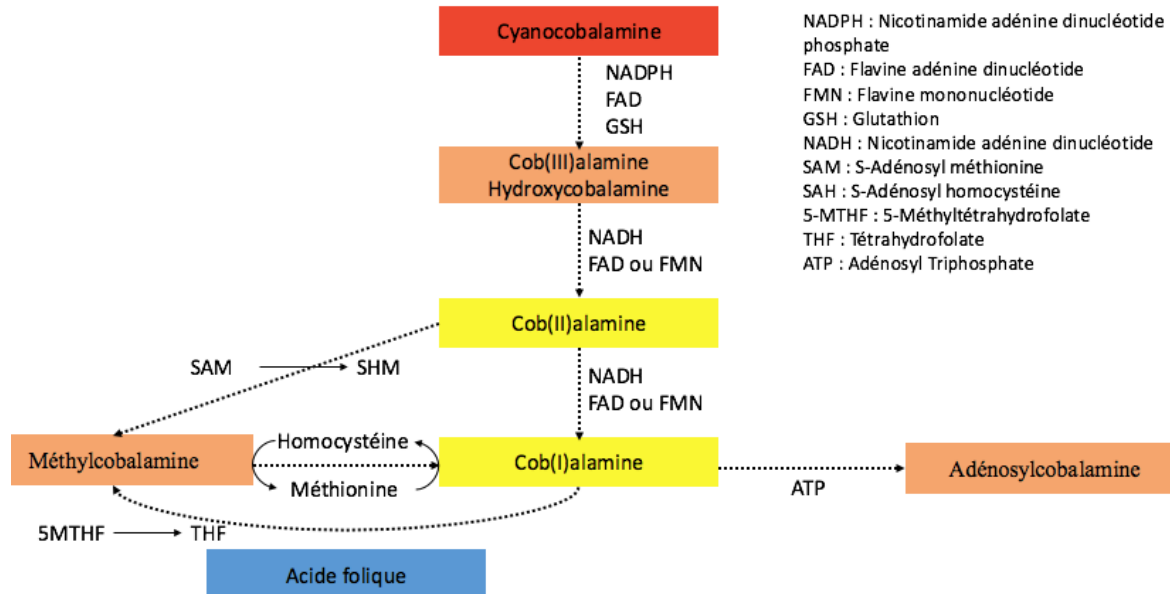 Cyanocobalamine
NADPH
FAD
GSH
Cob(III)alamine
Hydroxycobalamine
NADH
FAD ou FMN
Cob(II)alamine
SAM
SHM
NADH
FAD ou FMN
Homocystéine
Méthylcobalamine
Cob(I)alamine
Adénosylcobalamine
Méthionine
ATP
5MTHF
THF
Acide folique
NADPH : Nicotinamide adénine dinucléotide
phosphate
FAD : Flavine adénine dinucléotide
FMN : Flavine mononucléotide
GSH : Glutathion
NADH : Nicotinamide adénine dinucléotide
SAM : S-Adénosyl méthionine
SAH : S-Adénosyl homocystéine
5-MTHF : 5-Méthyltétrahydrofolate
THF : Tétrahydrofolate
ATP : Adénosyl Triphosphate